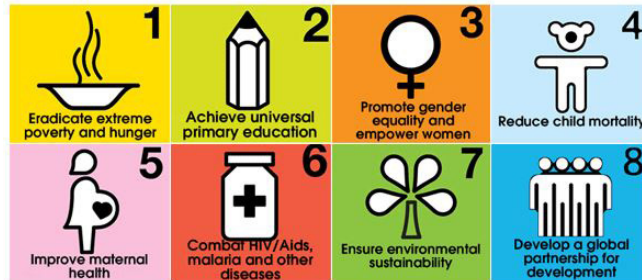 1
Eradicate extreme
poverty and hunger
2
Achieve universal
primary education
3
Promote gender
equality and
empower women
4
Reduce child mortality
5
Improve maternal
health
6
Combat HIV/Aids,
malaria and other
diseases
7
Ensure environmental
sustainability
8
Develop a global
partnership for
development